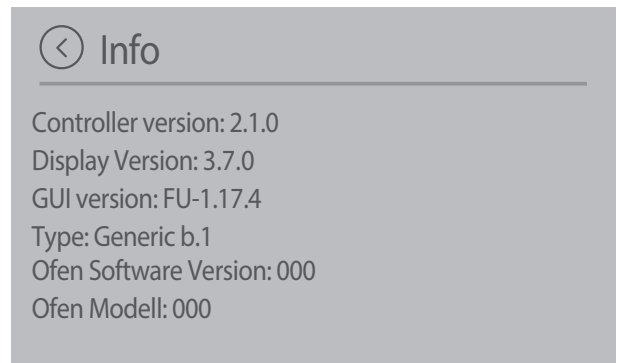 Info
Controller version: 2.1.0
Display Version: 3.7.0
GUI version: FU-1.17.4
Type: Generic b.1
Ofen Software Version: 000
Ofen Modell: 000